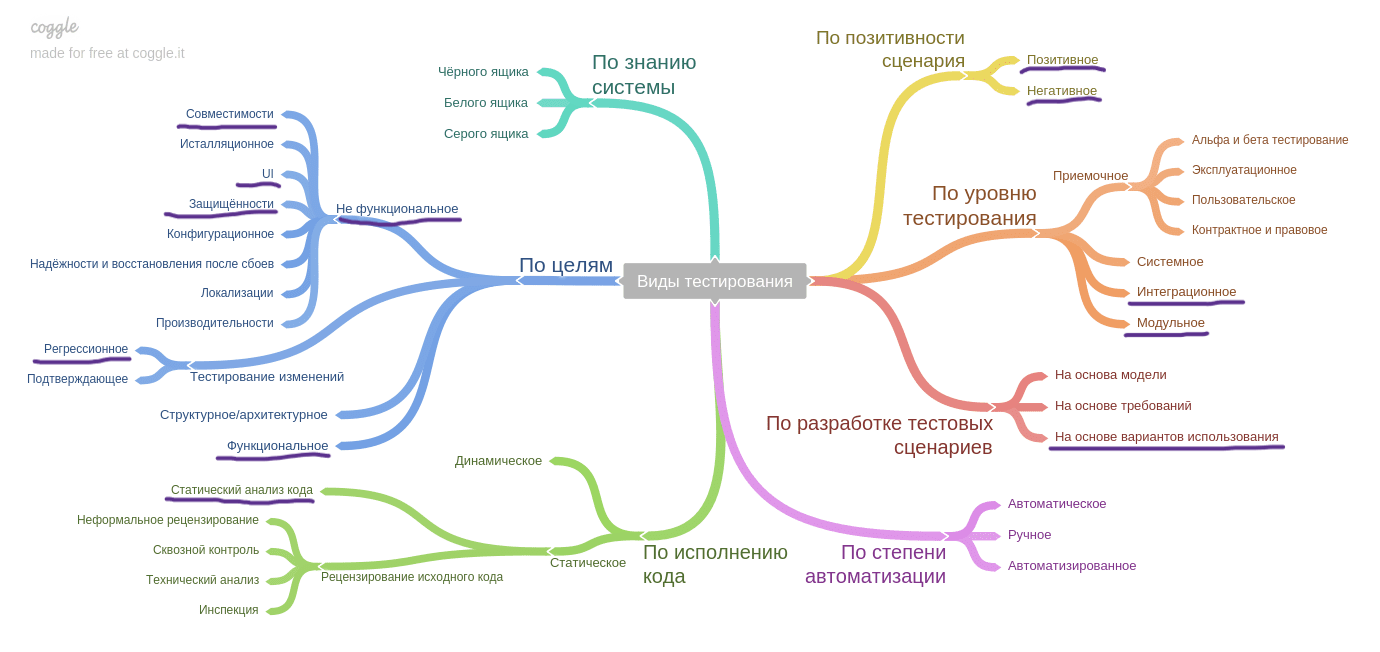 coggle
made for free at coggle.it
По знанию
системы
Чёрного ящика
Белого ящика
Серого ящика
По позитивности
сценария
Позитивное
Негативное
По уровню
тестирования
Приемочное
Альфа и бета тестирование
Эксплуатационное
Пользовательское
Контрактное и правовое
Системное
Интеграционное
Модульное
Виды тестирования
По целям
Не функциональное
Совместимости
Исталляционное
UI
Защищённости
Конфигурационное
Надёжности и восстановления после сбоев
Локализации
Производительности
Тестирование изменений
Регрессионное
Подтверждающее
Структурное/архитектурное
Функциональное
По разработке тестовых
сценариев
На основа модели
На основе требований
На основе вариантов использования
По исполнению
кода
Динамическое
Статическое
Статический анализ кода
Рецензирование исходного кода
Неформальное рецензирование
Сквозной контроль
Технический анализ
Инспекция
По степени
автоматизации
Автоматическое
Ручное
Автоматизированное